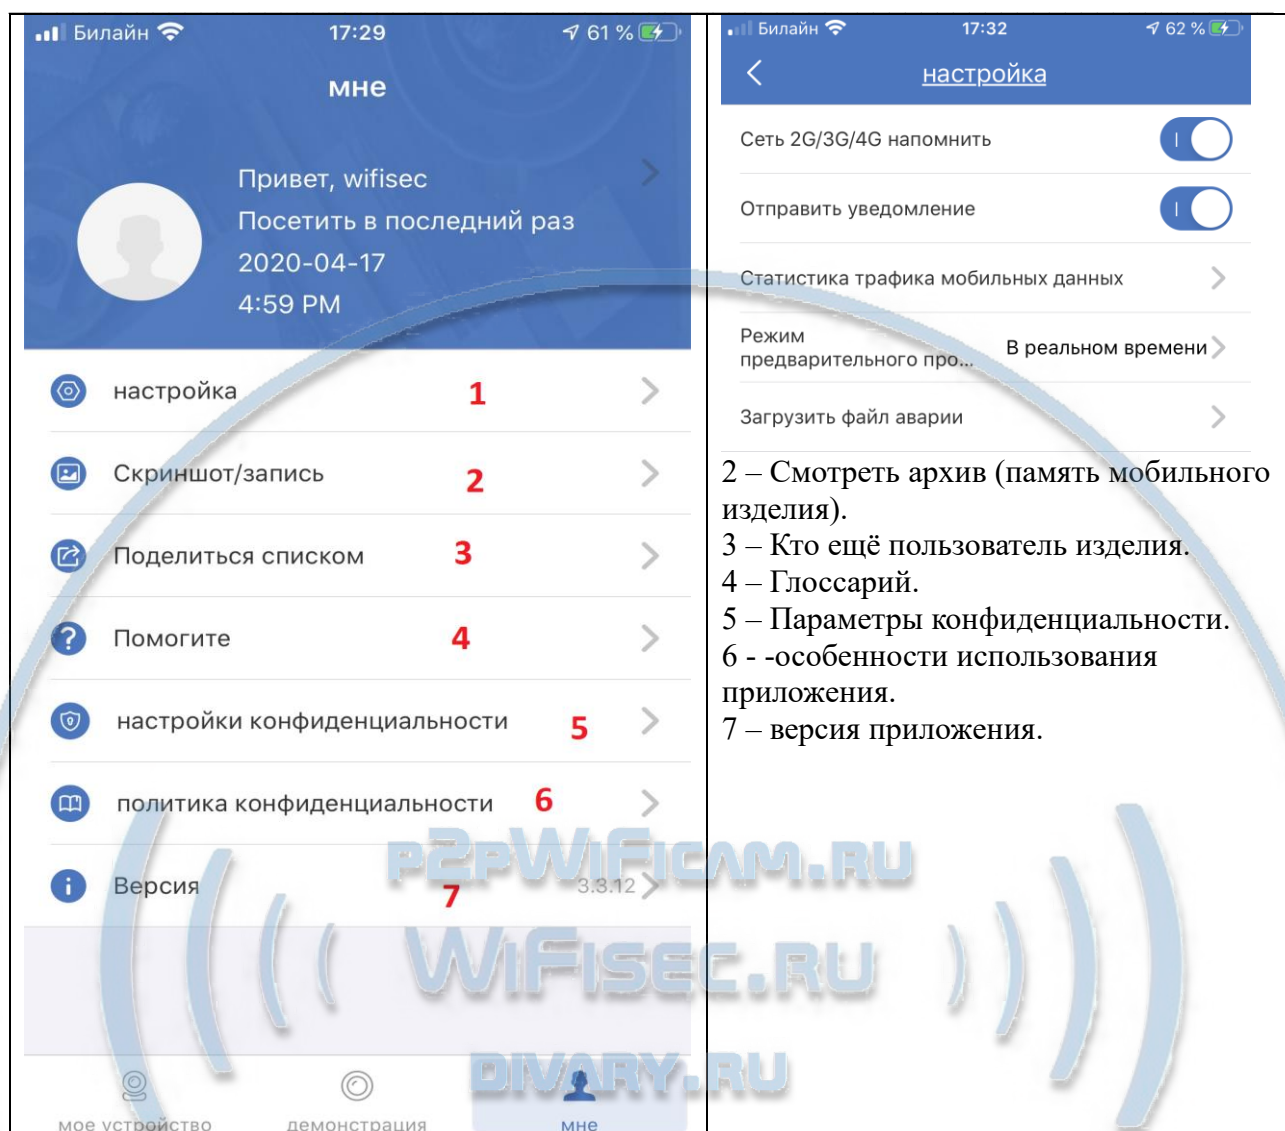 Билайн 17:29 61 %
мне
Привет, wifisec
Посетить в последний раз
2020-04-17
4:59 PM
настройка 1
Скриншот/запись 2
Поделиться списком 3
Помогите 4
настройки конфиденциальности 5
политика конфиденциальности 6
Версия 7 3.3.12
мое устройство демонстрация мне
Билайн 17:32 62 %
настройка
Сеть 2G/3G/4G напомнить
Отправить уведомление
Статистика трафика мобильных данных
Режим
предварительного про... В реальном времени
Загрузить файл аварии
2 – Смотреть архив (память мобильного
изделия).
3 – Кто ещё пользователь изделия.
4 – Глоссарий.
5 – Параметры конфиденциальности.
6 - -особенности использования
приложения.
7 – версия приложения.
P2PWIFICAM.RU
WIFISEC.RU
DIVARY.RU